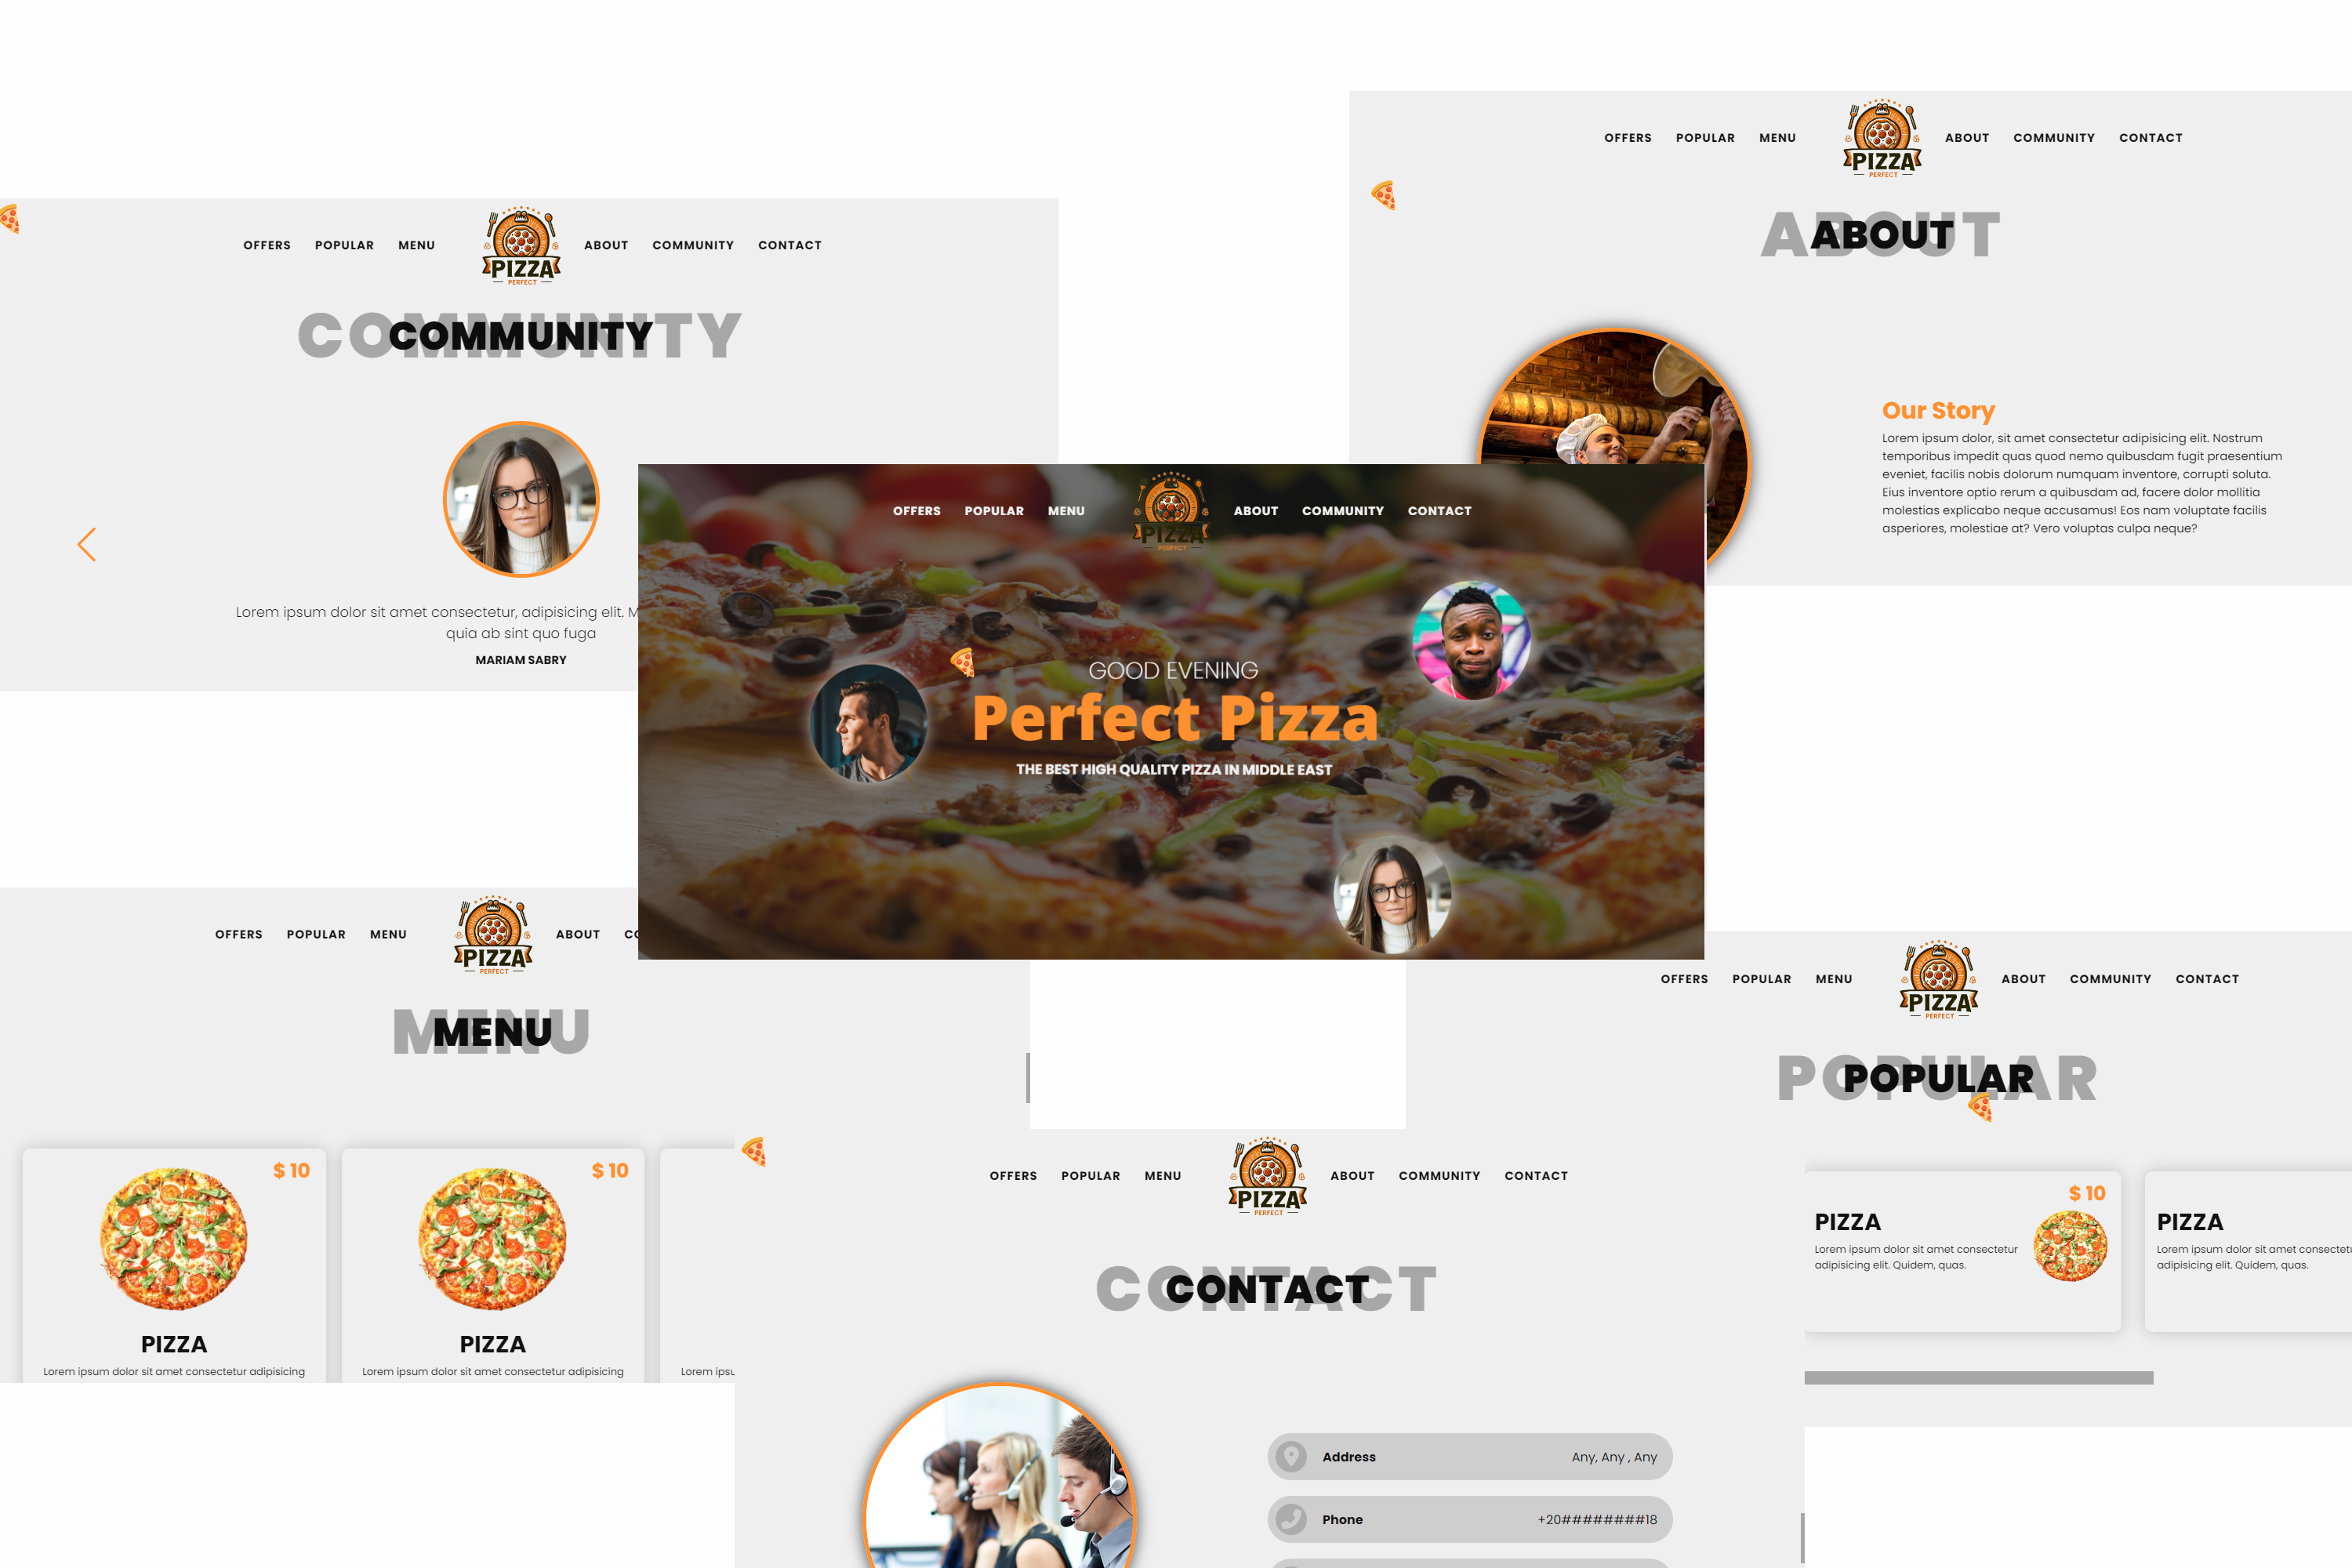 OFFERS POPULAR MENU
PIZZA
PERFECT
ABOUT COMMUNITY CONTACT
ABOUT
ABOUT
Our Story
Lorem ipsum dolor, sit amet consectetur adipisicing elit. Nostrum
temporibus impedit quas quod nemo quibusdam fugit praesentium
eveniet, facilis nobis dolorum numquam inventore, corrupti soluta.
Eius inventore optio rerum a quibusdam ad, facere dolor mollitia
molestias explicabo neque accusamus! Eos nam voluptate facilis
asperiores, molestiae at? Vero voluptas culpa neque?
OFFERS POPULAR MENU
PIZZA
PERFECT
ABOUT COMMUNITY CONTACT
COMMUNITY
COMMUNITY
Lorem ipsum dolor sit amet consectetur, adipisicing elit.
quia ab sint quo fuga
MARIAM SABRY
OFFERS POPULAR MENU
PIZZA
PERFECT
ABOUT COMMUNITY CONTACT
GOOD EVENING
Perfect Pizza
THE BEST HIGH QUALITY PIZZA IN MIDDLE EAST
OFFERS POPULAR MENU
PIZZA
PERFECT
ABOUT
MENU
MENU
$ 10
PIZZA
Lorem ipsum dolor sit amet consectetur adipisicing
$ 10
PIZZA
Lorem ipsum dolor sit amet consectetur adipisicing
Lorem
OFFERS POPULAR MENU
PIZZA
PERFECT
ABOUT COMMUNITY CONTACT
POPULAR
POPULAR
$ 10
PIZZA
Lorem ipsum dolor sit amet consectetur
adipisicing elit. Quidem, quas.
PIZZA
Lorem ipsum dolor sit amet
adipisicing elit. Quidem, quas.
OFFERS POPULAR MENU
PIZZA
PERFECT
ABOUT COMMUNITY CONTACT
CONTACT
CONTACT
Address Any, Any , Any
Phone +20########18